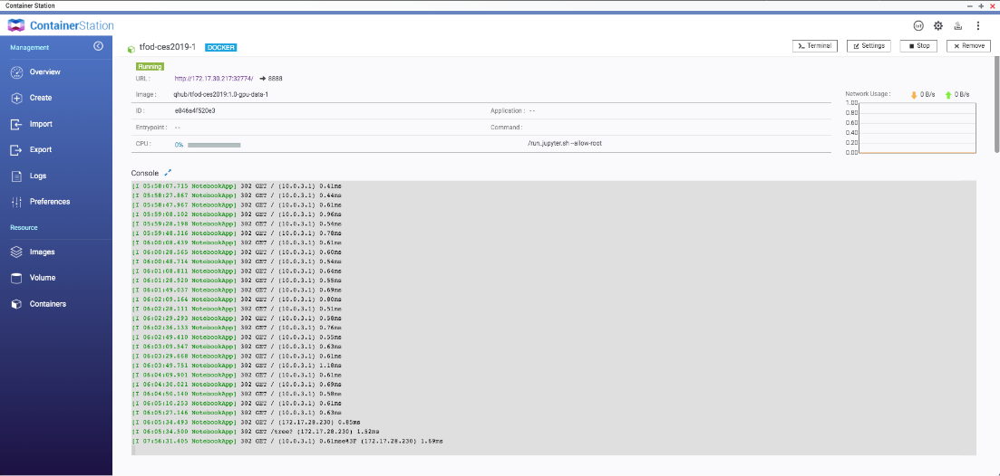 Container Station
ContainerStation
Management
Overview
Create
Import
Export
Logs
Preferences
Resource
Images
Volume
Containers
tfod-ces2019-1 DOCKER
Terminal Settings Stop Remove
Running
URL : http://172.17.30.217:32774/ ➔ 8888
Image : qhub/tfod-ces2019:1.0-gpu-data-1
ID : e846a4f520e3 Application : --
Entrypoint : -- Command :
CPU : 0% /run_jupyter.sh --allow-root
Network Usage : 0 B/s 0 B/s
1.00
0.80
0.60
0.40
0.20
0.00
Console
[I 05:58:07.715 NotebookApp] 302 GET / (10.0.3.1) 0.41ms
[I 05:58:27.867 NotebookApp] 302 GET / (10.0.3.1) 0.44ms
[I 05:58:47.967 NotebookApp] 302 GET / (10.0.3.1) 0.61ms
[I 05:59:08.102 NotebookApp] 302 GET / (10.0.3.1) 0.96ms
[I 05:59:28.198 NotebookApp] 302 GET / (10.0.3.1) 0.54ms
[I 05:59:48.316 NotebookApp] 302 GET / (10.0.3.1) 0.78ms
[I 06:00:08.439 NotebookApp] 302 GET / (10.0.3.1) 0.61ms
[I 06:00:28.565 NotebookApp] 302 GET / (10.0.3.1) 0.60ms
[I 06:00:48.714 NotebookApp] 302 GET / (10.0.3.1) 0.54ms
[I 06:01:08.811 NotebookApp] 302 GET / (10.0.3.1) 0.64ms
[I 06:01:28.920 NotebookApp] 302 GET / (10.0.3.1) 0.55ms
[I 06:01:49.037 NotebookApp] 302 GET / (10.0.3.1) 0.69ms
[I 06:02:09.164 NotebookApp] 302 GET / (10.0.3.1) 0.80ms
[I 06:02:28.111 NotebookApp] 302 GET / (10.0.3.1) 0.51ms
[I 06:02:29.293 NotebookApp] 302 GET / (10.0.3.1) 0.58ms
[I 06:02:36.133 NotebookApp] 302 GET / (10.0.3.1) 0.76ms
[I 06:02:49.410 NotebookApp] 302 GET / (10.0.3.1) 0.55ms
[I 06:03:09.547 NotebookApp] 302 GET / (10.0.3.1) 0.63ms
[I 06:03:29.668 NotebookApp] 302 GET / (10.0.3.1) 0.61ms
[I 06:03:49.751 NotebookApp] 302 GET / (10.0.3.1) 1.18ms
[I 06:04:09.901 NotebookApp] 302 GET / (10.0.3.1) 0.61ms
[I 06:04:30.021 NotebookApp] 302 GET / (10.0.3.1) 0.69ms
[I 06:04:50.140 NotebookApp] 302 GET / (10.0.3.1) 0.58ms
[I 06:05:10.253 NotebookApp] 302 GET / (10.0.3.1) 0.61ms
[I 06:05:27.146 NotebookApp] 302 GET / (10.0.3.1) 0.63ms
[I 06:05:34.493 NotebookApp] 302 GET / (172.17.28.230) 0.85ms
[I 06:05:34.500 NotebookApp] 302 GET /tree? (172.17.28.230) 1.52ms
[I 07:56:31.405 NotebookApp] 302 GET / (10.0.3.1) 0.61mse%3F (172.17.28.230) 1.69ms